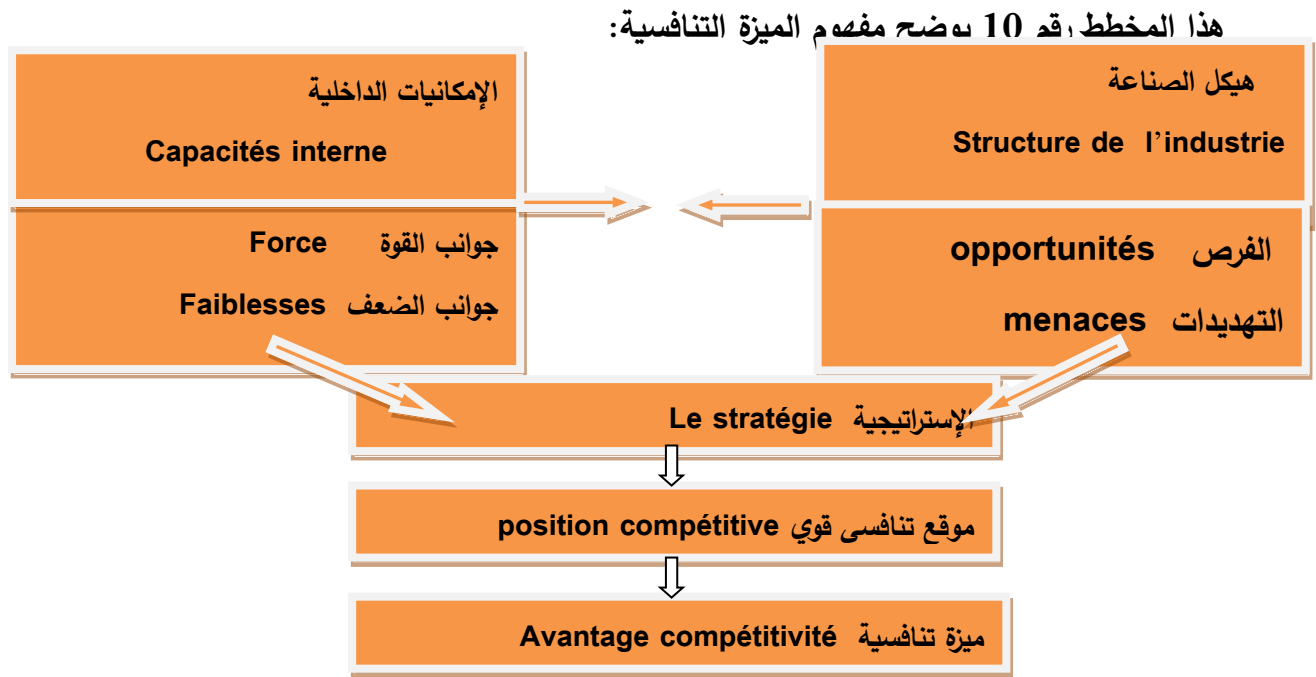 هذا المخطط رقم 10 يوضح مفهوم الميزة التنافسية:
هيكل الصناعة
Structure de l’industrie
الفرص opportunités
التهديدات menaces
الإمكانيات الداخلية
Capacités interne
جوانب القوة Force
جوانب الضعف Faiblesses
الإستراتيجية Le stratégie
موقع تنافسي قوي position compétitive
ميزة تنافسية Avantage compétitivité